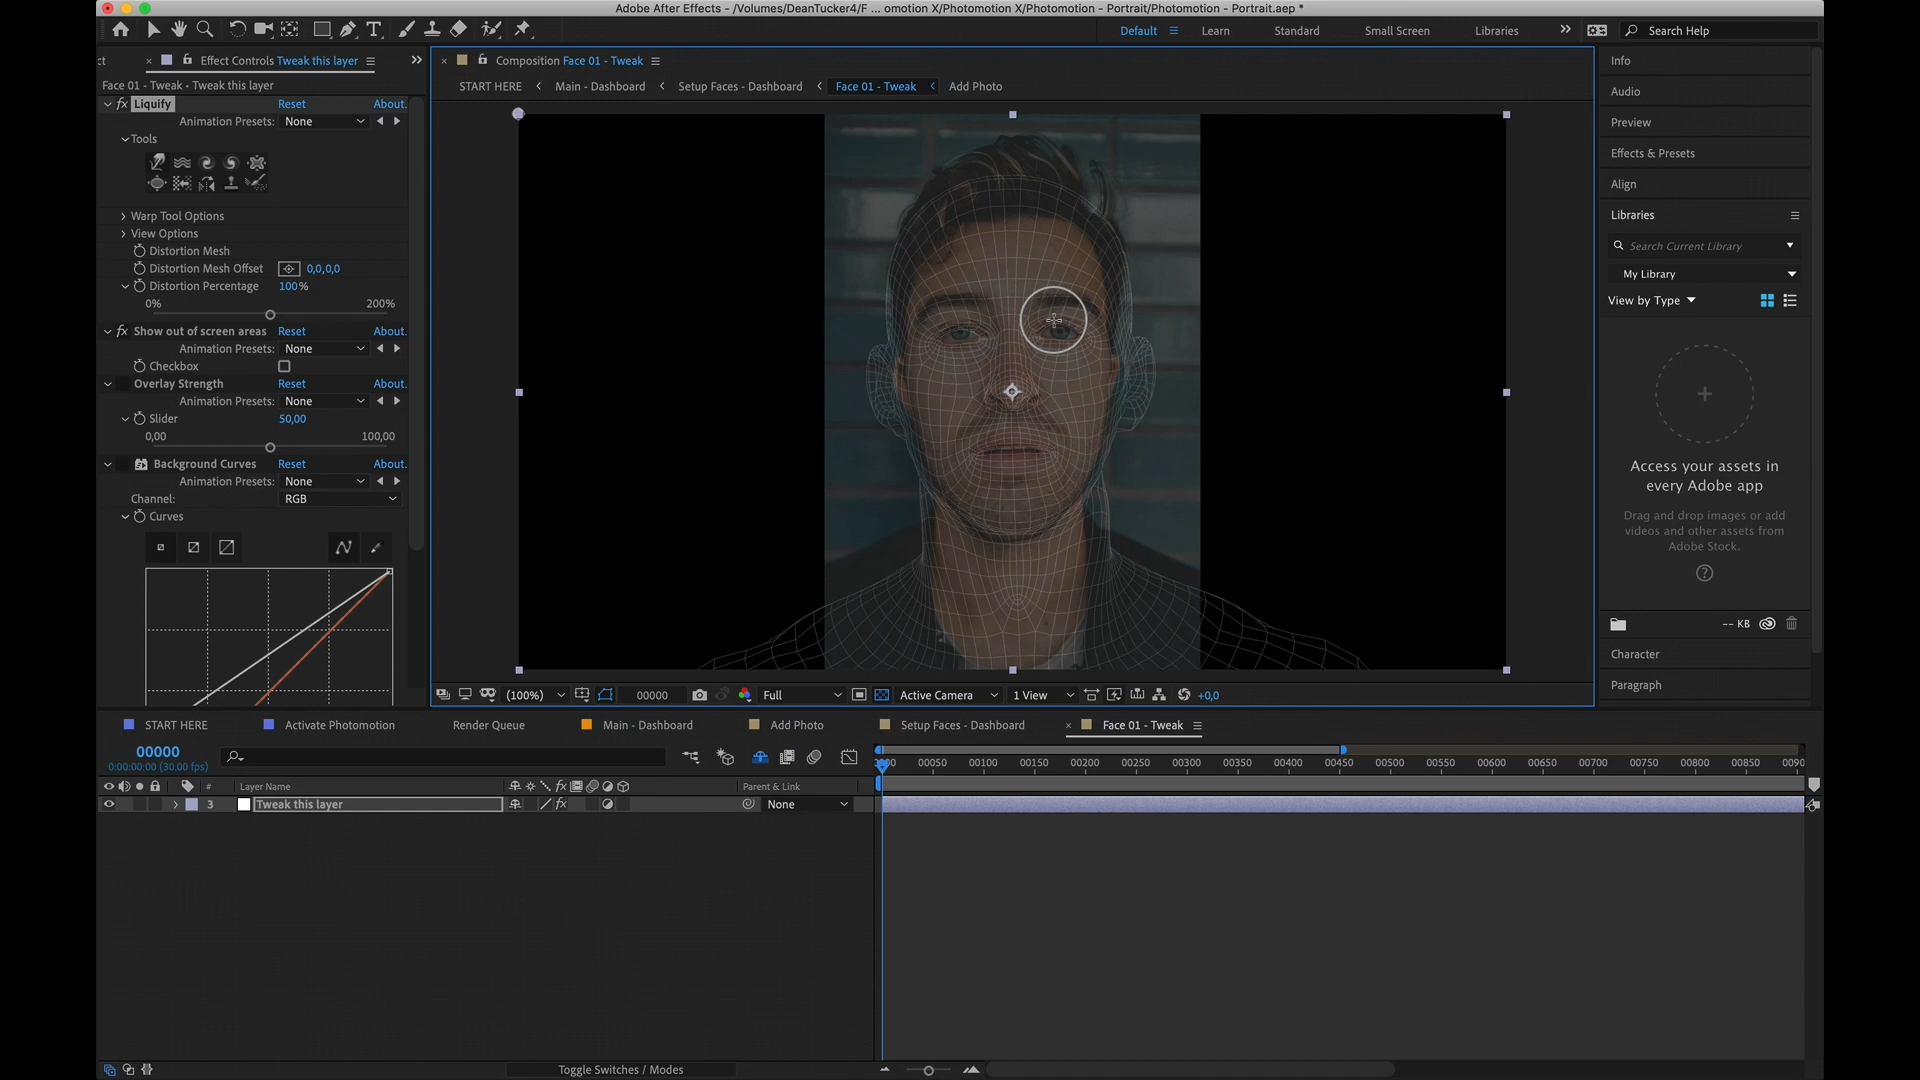 Adobe After Effects - /Volumes/DeanTucker4/F ... omotion X/Photomotion X/Photomotion - Portrait/Photomotion - Portrait.aep *
Default
Learn
Standard
Small Screen
Libraries
Search Help
ct
Effect Controls Tweak this layer
Composition Face 01 - Tweak
Info
Face 01 - Tweak • Tweak this layer
START HERE
Main - Dashboard
Setup Faces - Dashboard
Face 01 - Tweak
Add Photo
Audio
fx Liquify
Reset
About.
Animation Presets:
None
Preview
Tools
Effects & Presets
Align
Warp Tool Options
Libraries
View Options
Distortion Mesh
Search Current Library
Distortion Mesh Offset
0,0,0,0
My Library
Distortion Percentage
100%
0%
200%
View by Type
fx Show out of screen areas
Reset
About.
Animation Presets:
None
Checkbox
Overlay Strength
Reset
About.
Animation Presets:
None
Slider
50,00
0,00
100,00
Background Curves
Reset
About.
Animation Presets:
None
Channel:
RGB
Curves
Access your assets in
every Adobe app
Drag and drop images or add
videos and other assets from
Adobe Stock.
?
-- KB
Character
Paragraph
(100%)
00000
Full
Active Camera
1 View
+0,0
START HERE
Activate Photomotion
Render Queue
Main - Dashboard
Add Photo
Setup Faces - Dashboard
Face 01 - Tweak
00000
0:00:00:00 (30.00 fps)
00050
00100
00150
00200
00250
00300
00350
00400
00450
00500
00550
00600
00650
00700
00750
00800
00850
0090
#
Layer Name
fx
Parent & Link
3
Tweak this layer
fx
None
Toggle Switches / Modes